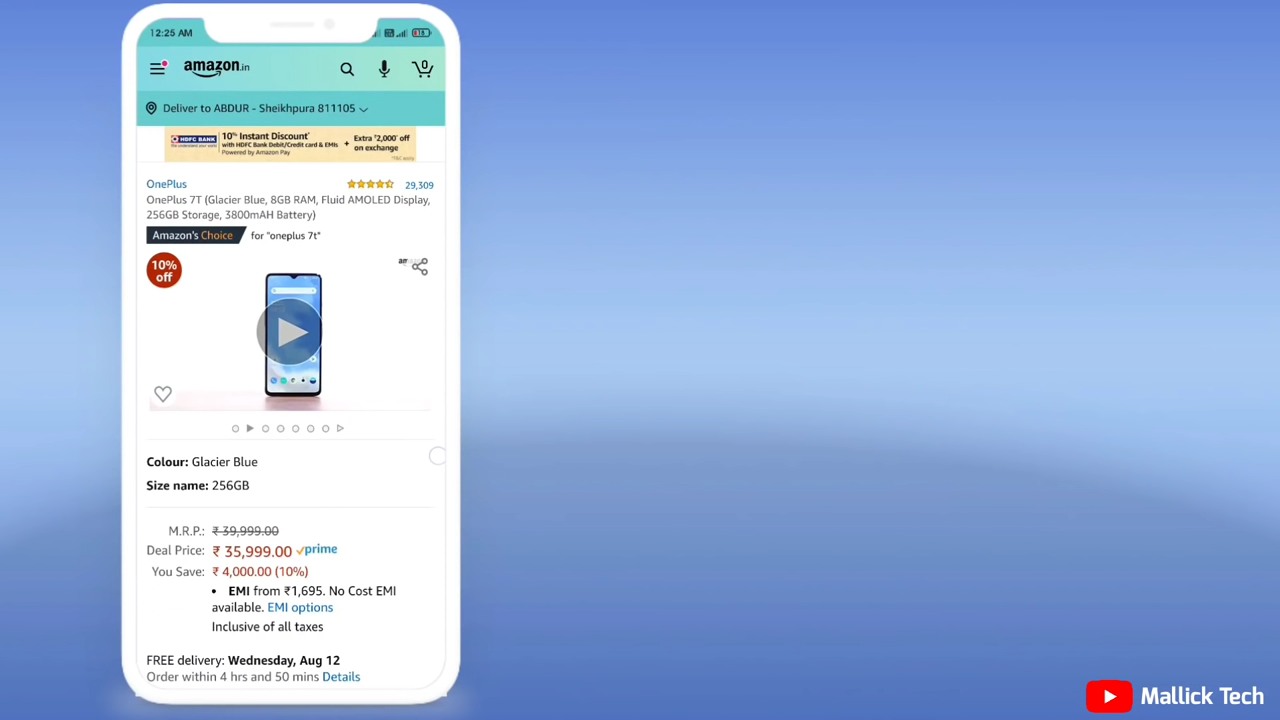 12:25 AM
amazon.in
0
Deliver to ABDUR - Sheikhpura 811105
HDFC BANK
10% Instant Discount*
with HDFC Bank Debit/Credit card & EMIs
Powered by Amazon Pay
+
Extra ₹2,000* off
on exchange
*T&C apply
OnePlus
29,309
OnePlus 7T (Glacier Blue, 8GB RAM, Fluid AMOLED Display,
256GB Storage, 3800mAH Battery)
Amazon's Choice for "oneplus 7t"
10%
off
Colour: Glacier Blue
Size name: 256GB
M.R.P.: ₹ 39,999.00
Deal Price: ₹ 35,999.00 prime
You Save: ₹ 4,000.00 (10%)
• EMI from ₹1,695. No Cost EMI
available. EMI options
Inclusive of all taxes
FREE delivery: Wednesday, Aug 12
Order within 4 hrs and 50 mins Details
Mallick Tech